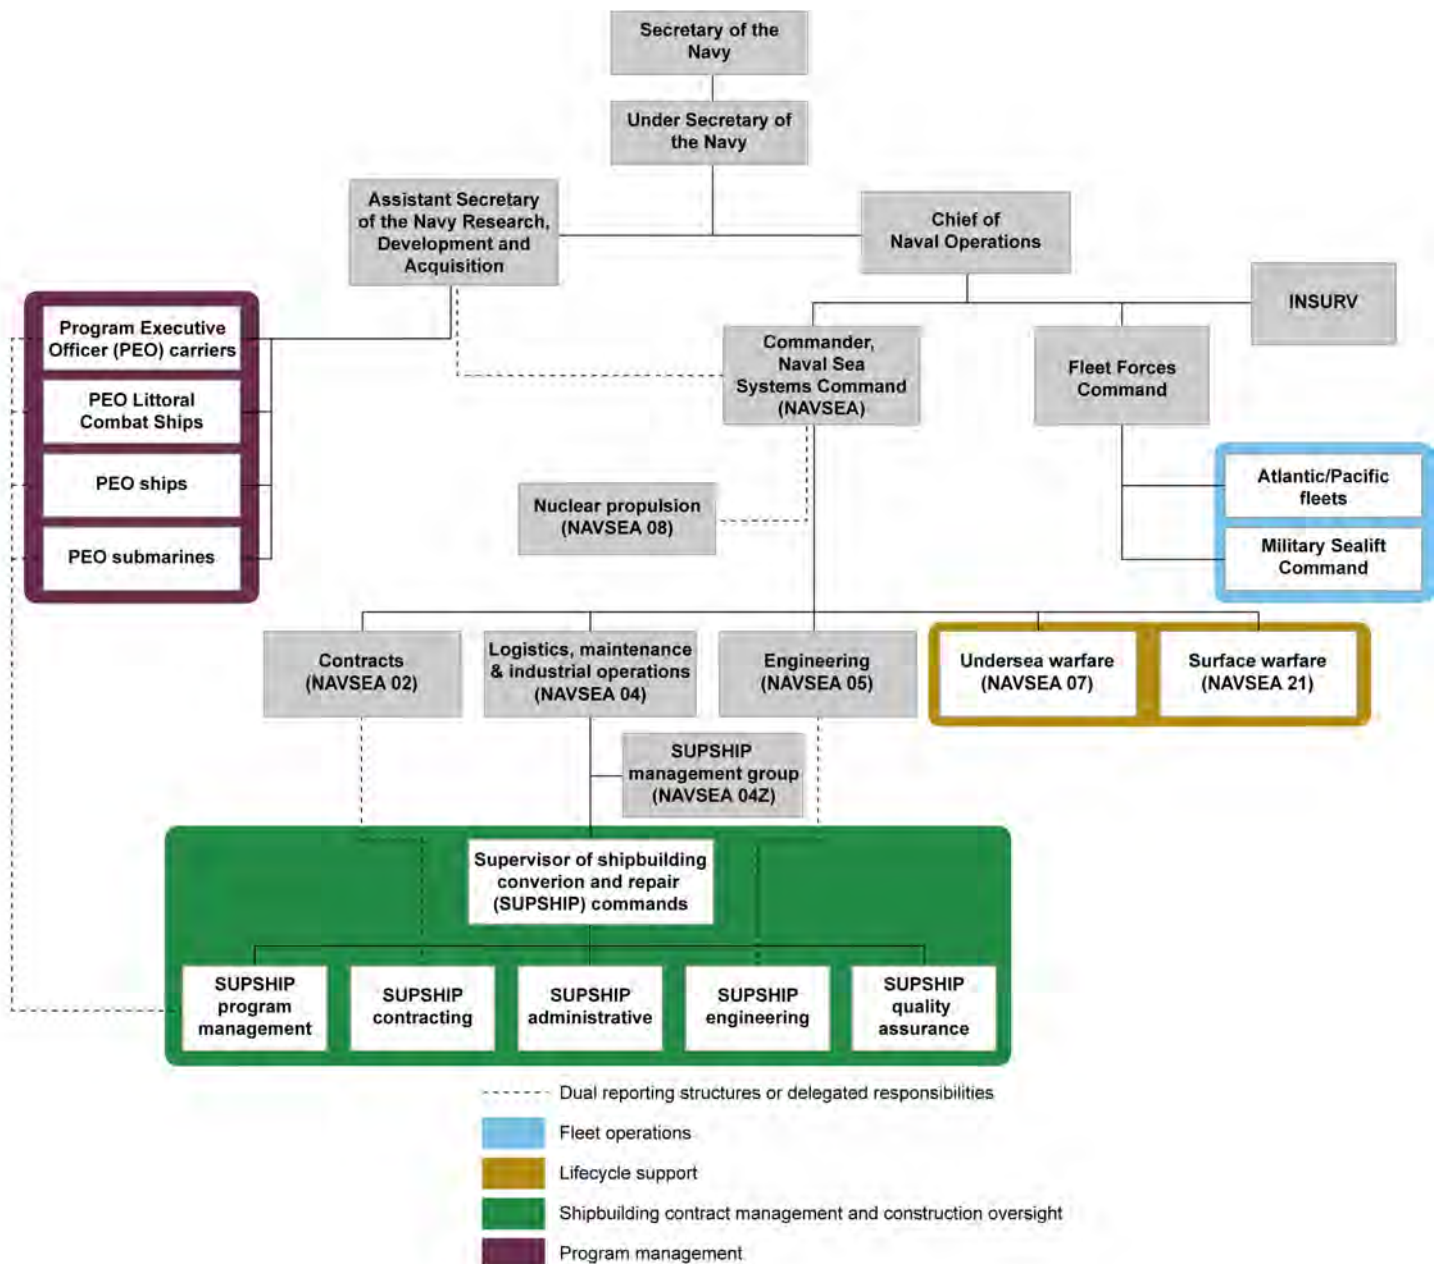 Secretary of the
Navy
Under Secretary of
the Navy
Assistant Secretary
of the Navy Research,
Development and
Acquisition
Chief of
Naval Operations
INSURV
Program Executive
Officer (PEO) carriers
PEO Littoral
Combat Ships
PEO ships
PEO submarines
Commander,
Naval Sea
Systems Command
(NAVSEA)
Fleet Forces
Command
Atlantic/Pacific
fleets
Military Sealift
Command
Nuclear propulsion
(NAVSEA 08)
Contracts
(NAVSEA 02)
Logistics, maintenance
& industrial operations
(NAVSEA 04)
Engineering
(NAVSEA 05)
Undersea warfare
(NAVSEA 07)
Surface warfare
(NAVSEA 21)
SUPSHIP
management group
(NAVSEA 04Z)
Supervisor of shipbuilding
converion and repair
(SUPSHIP) commands
SUPSHIP
program
management
SUPSHIP
contracting
SUPSHIP
administrative
SUPSHIP
engineering
SUPSHIP
quality
assurance
Dual reporting structures or delegated responsibilities
Fleet operations
Lifecycle support
Shipbuilding contract management and construction oversight
Program management